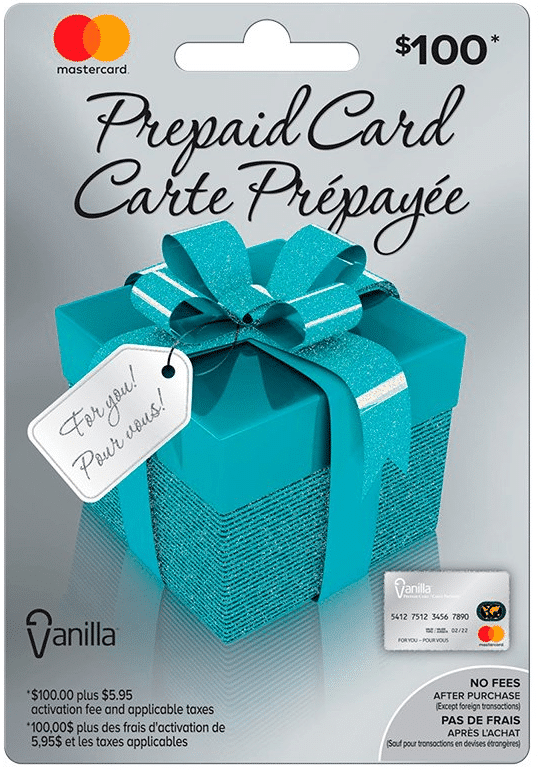 mastercard.
$100*
Prepaid Card
Carte Prépayée
For you!
Pour vous!
Vanilla
Vanilla
5412 7512 3456 7890
02/22
FOR YOU – POUR VOUS
mastercard
*$100.00 plus $5.95
activation fee and applicable taxes
*100,00$ plus des frais d'activation de
5,95$ et les taxes applicables
NO FEES
AFTER PURCHASE
(Except foreign transactions)
PAS DE FRAIS
APRÈS L'ACHAT
(Sauf pour transactions en devises étrangères)